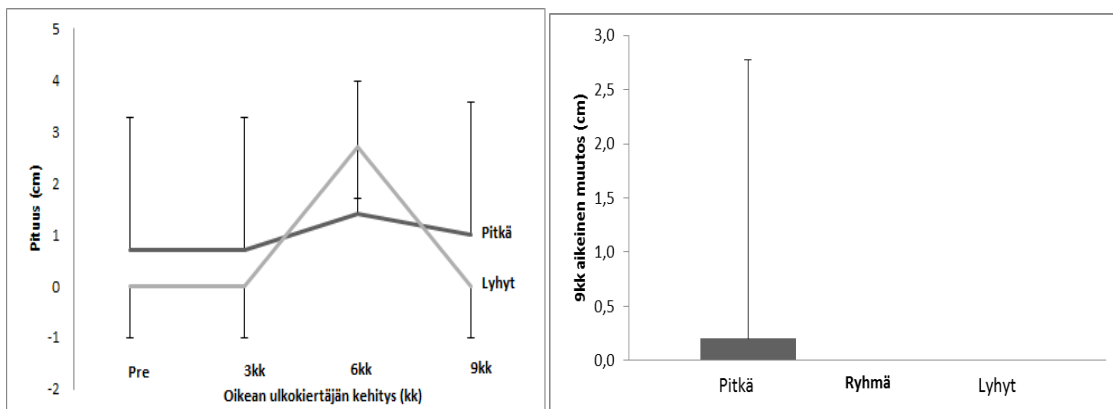 5
4
3
2
1
0
-1
-2
Pituus (cm)
Pitkä
Lyhyt
Pre 3kk 6kk 9kk
Oikean ulkokiertäjän kehitys (kk)
3,0
2,5
2,0
1,5
1,0
0,5
0,0
9kk aikeinen muutos (cm)
Pitkä Ryhmä Lyhyt